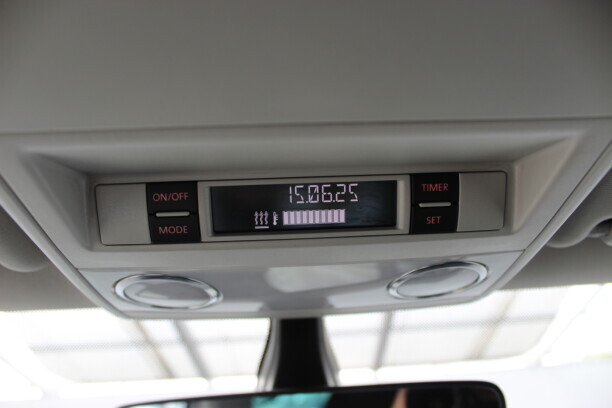 ON/OFF
MODE
15.06.25
TIMER
SET